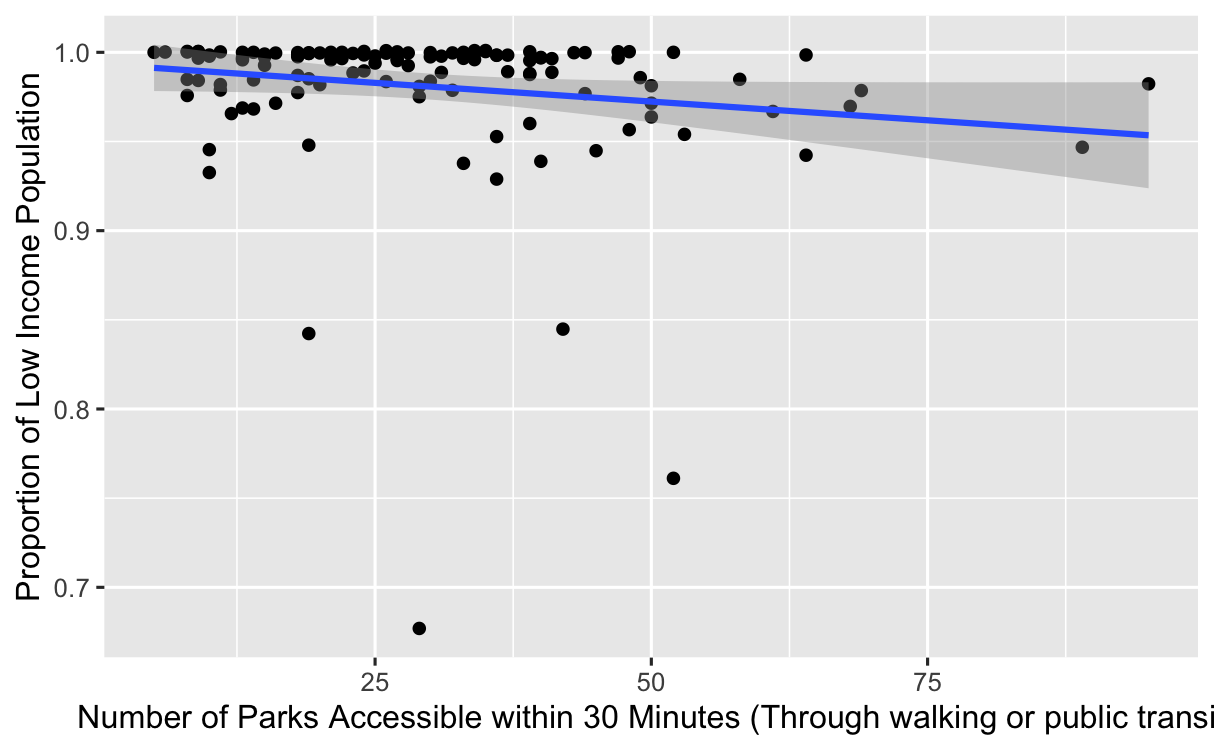 Proportion of Low Income Population
1.0
0.9
0.8
0.7
25 50 75
Number of Parks Accessible within 30 Minutes (Through walking or public transi